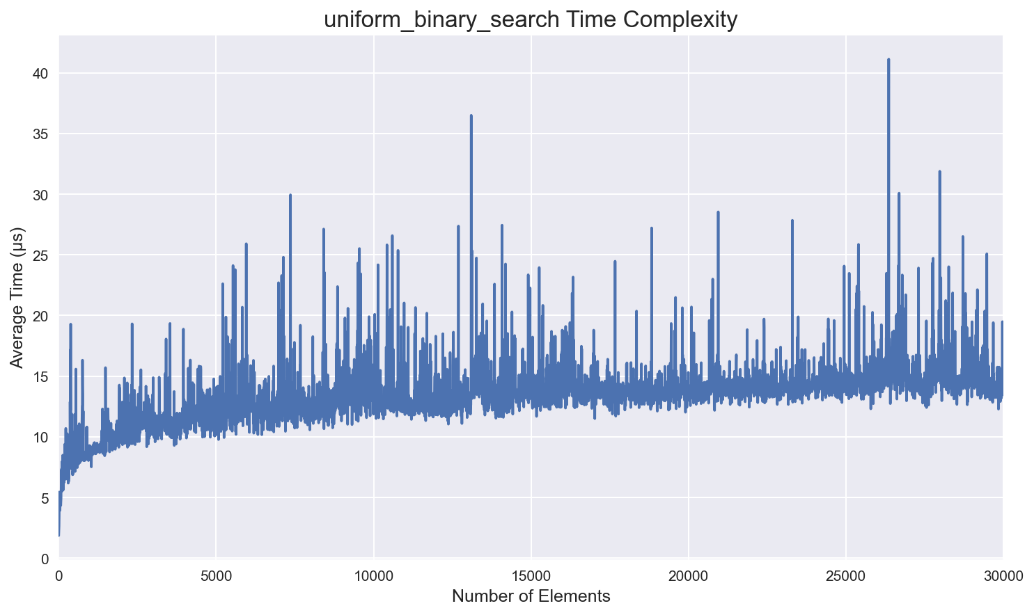 uniform_binary_search Time Complexity
Average Time (μs)
40
35
30
25
20
15
10
5
0
0 5000 10000 15000 20000 25000 30000
Number of Elements